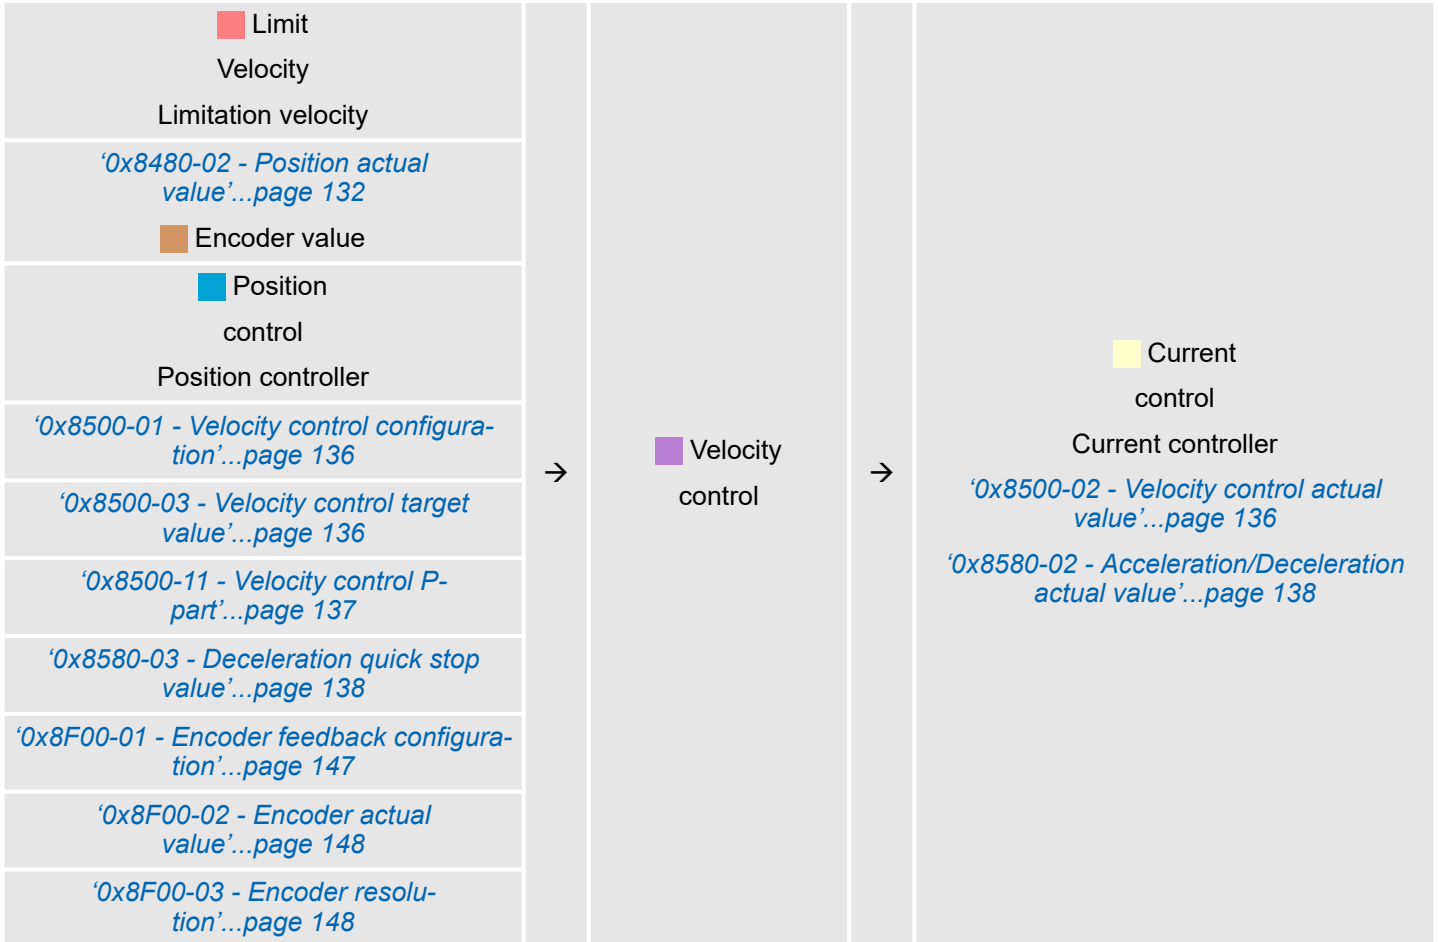 Limit
Velocity
Limitation velocity
‘0x8480-02 - Position actual
value’...page 132
Encoder value
Position
control
Position controller
‘0x8500-01 - Velocity control configura-
tion’...page 136
‘0x8500-03 - Velocity control target
value’...page 136
‘0x8500-11 - Velocity control P-
part’...page 137
‘0x8580-03 - Deceleration quick stop
value’...page 138
‘0x8F00-01 - Encoder feedback configura-
tion’...page 147
‘0x8F00-02 - Encoder actual
value’...page 148
‘0x8F00-03 - Encoder resolu-
tion’...page 148
→
Velocity
control
→
Current
control
Current controller
‘0x8500-02 - Velocity control actual
value’...page 136
‘0x8580-02 - Acceleration/Deceleration
actual value’...page 138